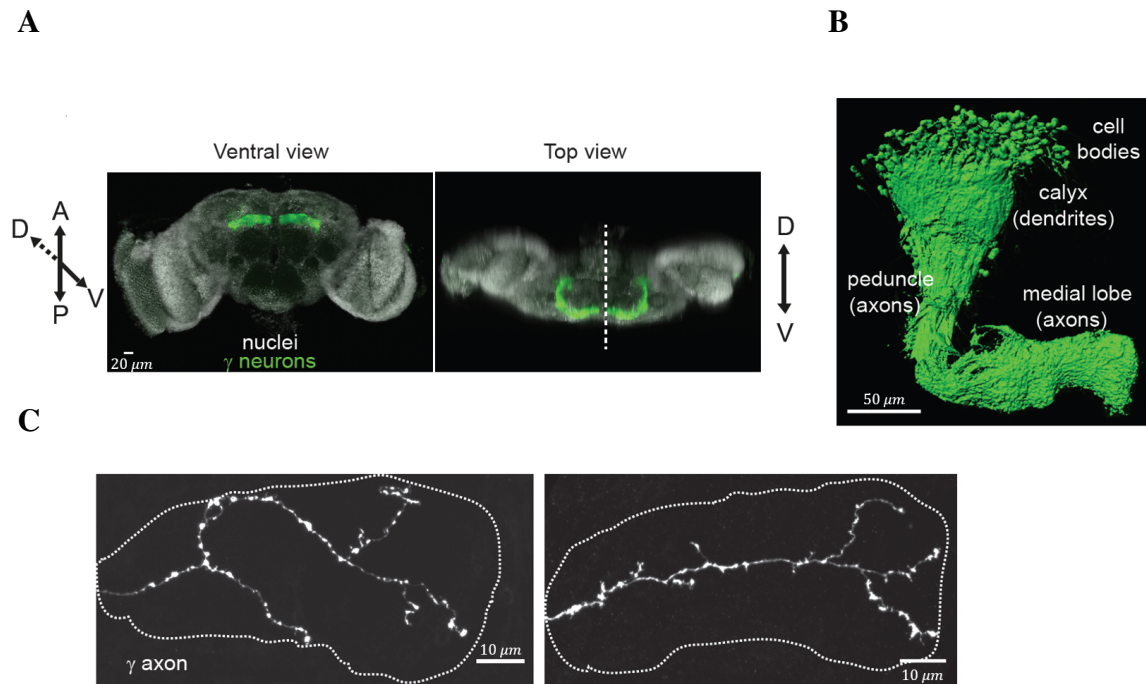 A
B
Ventral view
Top view
A
D
V
P
20 μm
nuclei
γ neurons
D
V
cell
bodies
calyx
(dendrites)
peduncle
(axons)
medial lobe
(axons)
50 μm
C
γ axon
10 μm
10 μm